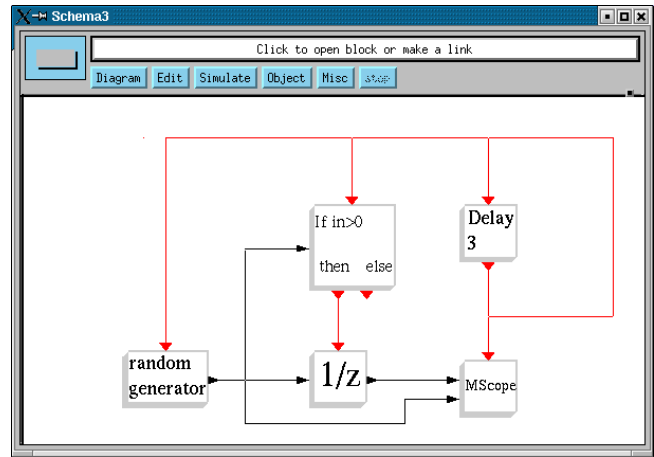 Schema3
Click to open block or make a link
Diagram Edit Simulate Object Misc stop
If in>0
then else
Delay
3
random
generator
1/z
MScope